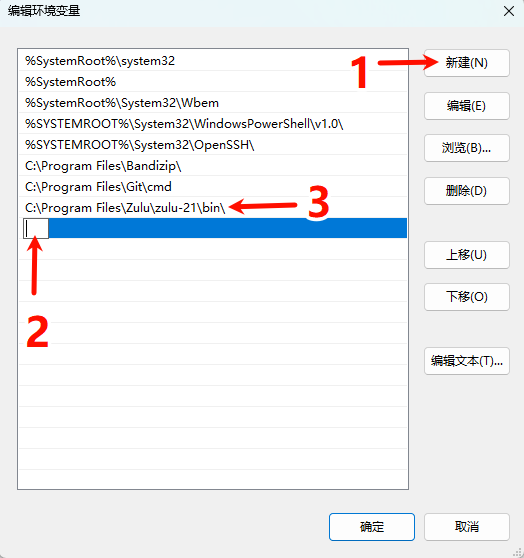 编辑环境变量
%SystemRoot%\system32
%SystemRoot%
%SystemRoot%\System32\Wbem
%SYSTEMROOT%\System32\WindowsPowerShell\v1.0\
%SYSTEMROOT%\System32\OpenSSH\
C:\Program Files\Bandizip\
C:\Program Files\Git\cmd
C:\Program Files\Zulu\zulu-21\bin\
1
2
3
新建(N)
编辑(E)
浏览(B)...
删除(D)
上移(U)
下移(O)
编辑文本(T)...
确定
取消